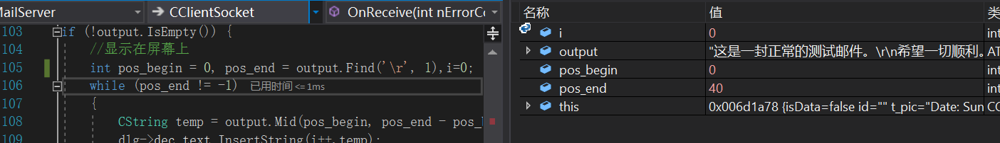 MailServer
CClientSocket
OnReceive(int nErrorCo
103 if (!output.IsEmpty()) {
104 //显示在屏幕上
105 int pos_begin = 0, pos_end = output.Find('\r', 1),i=0;
106 while (pos_end != -1) 已用时间 <= 1ms
107 {
108 CString temp = output.Mid(pos_begin, pos_end - pos_b
109 dlg->dec_text.InsertString(i++,temp);
名称 值 类
i 0 int
output "这是一封正常的测试邮件。\r\n希望一切顺利。 AT
pos_begin 0 int
pos_end 40 int
this 0x006d1a78 {isData=false id="" t_pic="Date: Sun CC